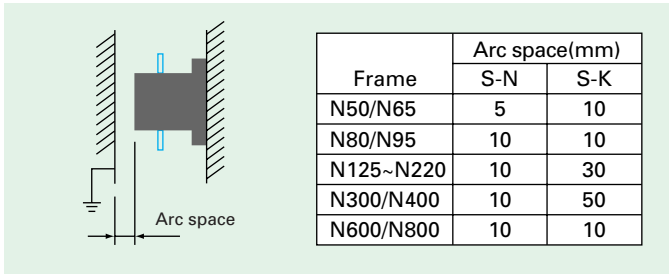 Arc space
Arc space(mm)
Frame S-N S-K
N50/N65 5 10
N80/N95 10 10
N125~N220 10 30
N300/N400 10 50
N600/N800 10 10